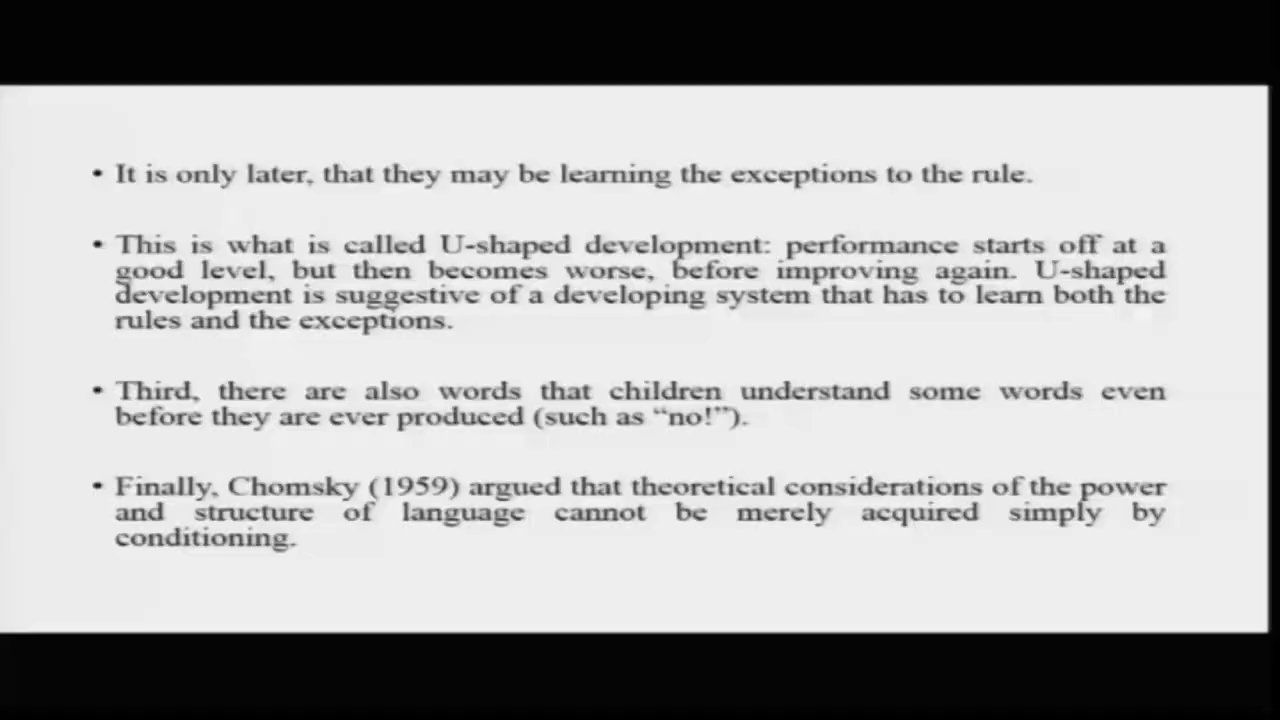 • It is only later, that they may be learning the exceptions to the rule.
• This is what is called U-shaped development: performance starts off at a
good level, but then becomes worse, before improving again. U-shaped
development is suggestive of a developing system that has to learn both the
rules and the exceptions.
• Third, there are also words that children understand some words even
before they are ever produced (such as “no!”).
• Finally, Chomsky (1959) argued that theoretical considerations of the power
and structure of language cannot be merely acquired simply by
conditioning.